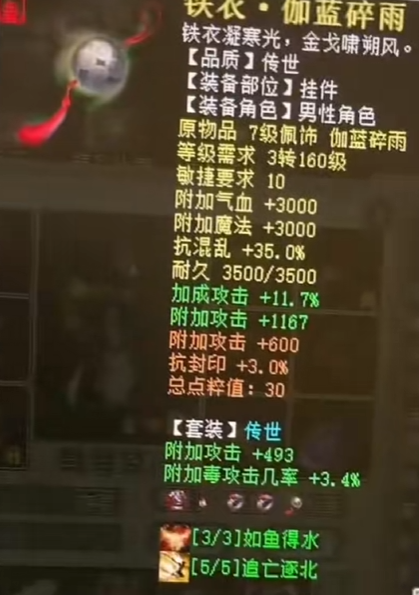 铁衣·伽蓝碎雨
铁衣凝寒光，金戈啸朔风。
【品质】传世
【装备部位】挂件
【装备角色】男性角色
原物品 7级佩饰 伽蓝碎雨
等级需求 3转160级
敏捷要求 10
附加气血 +3000
附加魔法 +3000
抗混乱 +35.0%
耐久 3500/3500
加成攻击 +11.7%
附加攻击 +1167
附加攻击 +600
抗封印 +3.0%
总点粹值：30
【套装】传世
附加攻击 +493
附加毒攻击几率 +3.4%
[3/3]如鱼得水
[5/5]追亡逐北